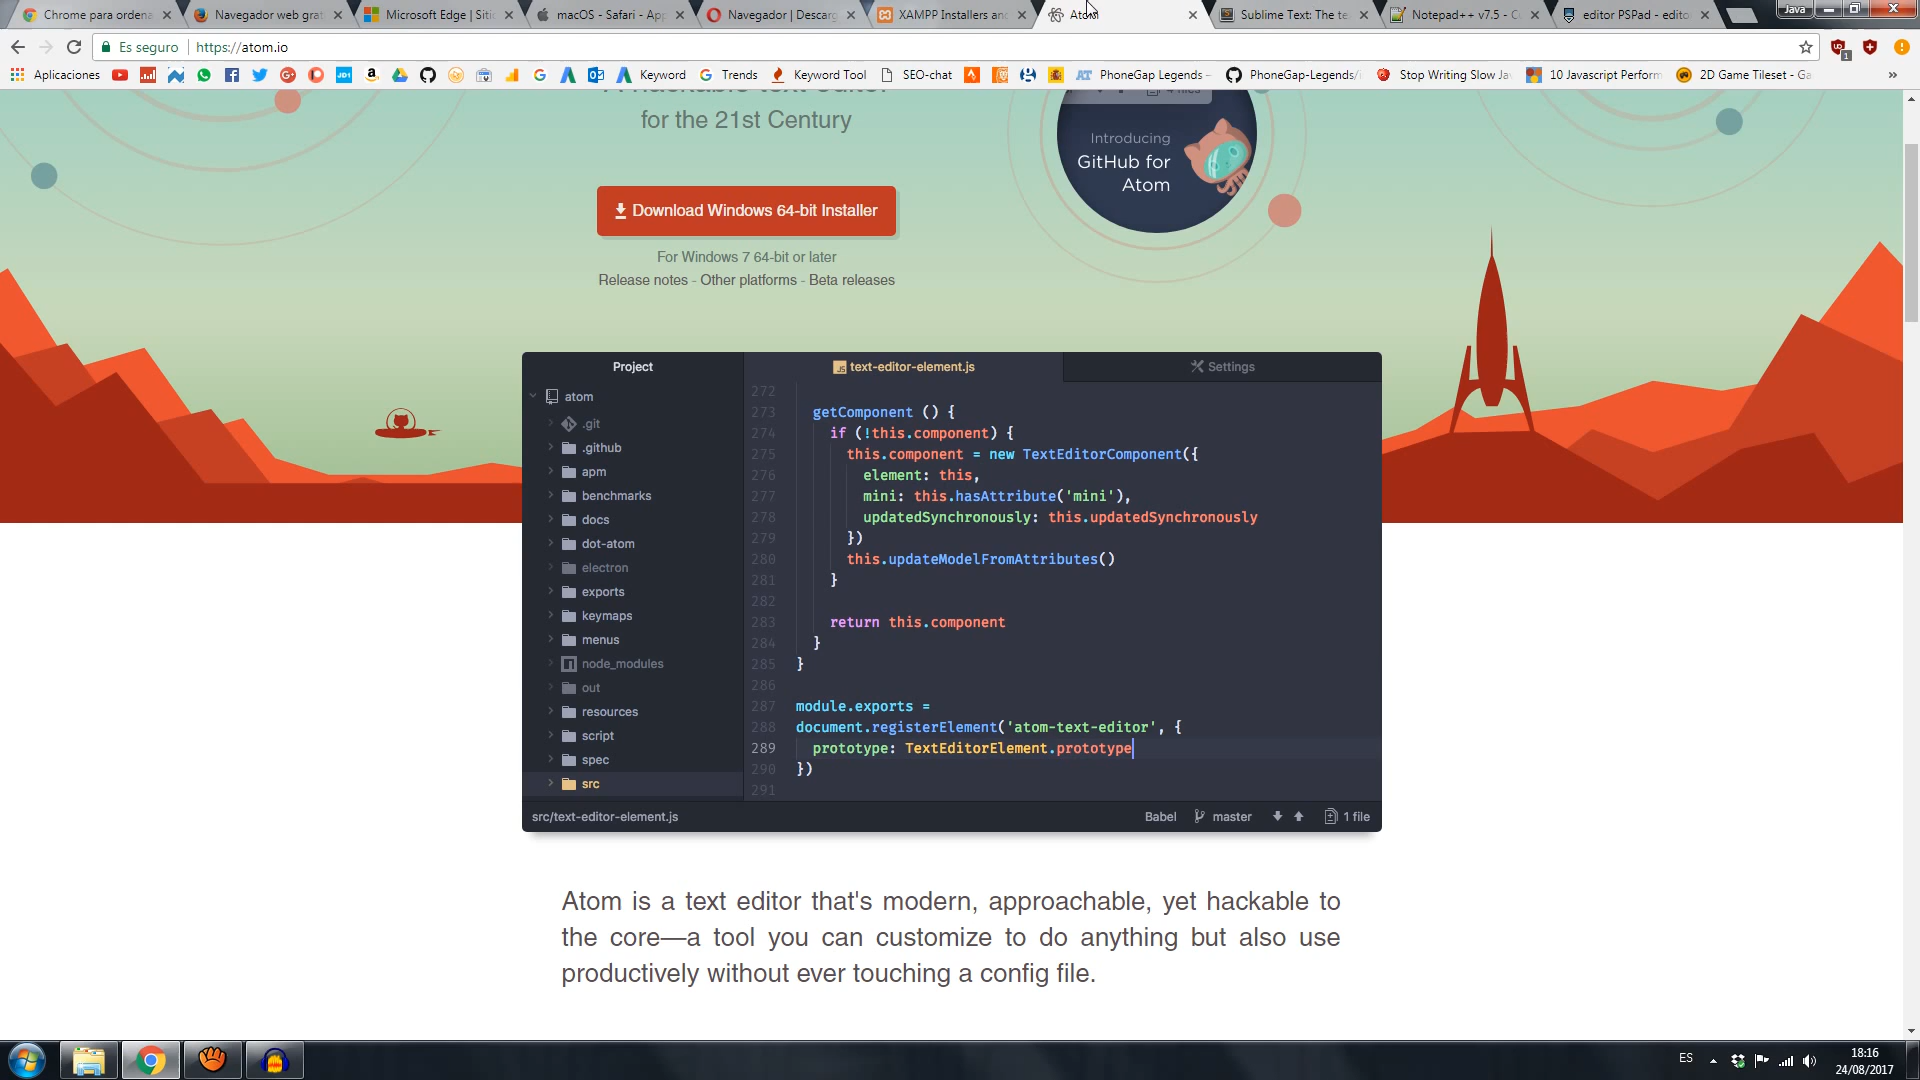 Chrome para ordena
Navegador web grat
Microsoft Edge | Siti
macOS - Safari - App
Navegador | Descarg
XAMPP Installers and
Atom
Sublime Text: The te
Notepad++ v7.5 - Cu
editor PSPad - edito
Java
Es seguro
https://atom.io
Aplicaciones
Keyword
Trends
Keyword Tool
SEO-chat
PhoneGap Legends -
PhoneGap-Legends/
Stop Writing Slow Ja
10 Javascript Perform
2D Game Tileset - Ga
»
A hackable text editor
for the 21st Century
Download Windows 64-bit Installer
For Windows 7 64-bit or later
Release notes - Other platforms - Beta releases
4 files
Introducing
GitHub for
Atom
Project
text-editor-element.js
Settings
atom
.git
.github
apm
benchmarks
docs
dot-atom
electron
exports
keymaps
menus
node_modules
out
resources
script
spec
src
272
273 getComponent () {
274 if (!this.component) {
275 this.component = new TextEditorComponent({
276 element: this,
277 mini: this.hasAttribute('mini'),
278 updatedSynchronously: this.updatedSynchronously
279 })
280 this.updateModelFromAttributes()
281 }
282
283 return this.component
284 }
285 }
286
287 module.exports =
288 document.registerElement('atom-text-editor', {
289 prototype: TextEditorElement.prototype
290 })
291
src/text-editor-element.js
Babel
master
1 file
Atom is a text editor that's modern, approachable, yet hackable to
the core—a tool you can customize to do anything but also use
productively without ever touching a config file.
ES
18:16
24/08/2017